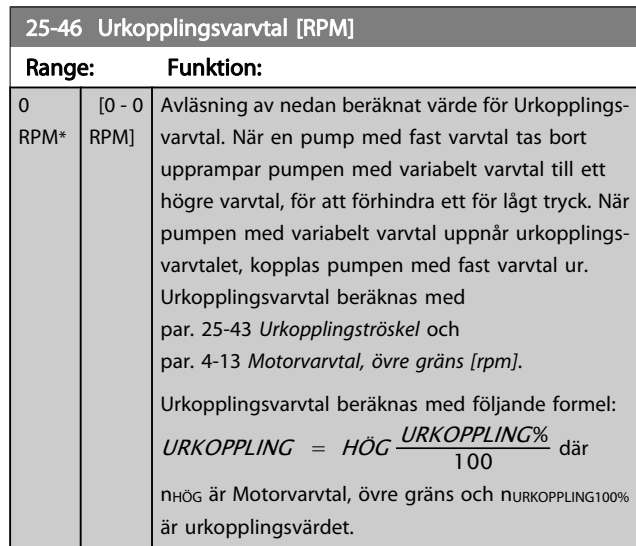 25-46 Urkopplingsvarvtal [RPM]
Range: Funktion:
0 [0 - 0 Avläsning av nedan beräknat värde för Urkopplings-
RPM* RPM] varvtal. När en pump med fast varvtal tas bort
upprampar pumpen med variabelt varvtal till ett
högre varvtal, för att förhindra ett för lågt tryck. När
pumpen med variabelt varvtal uppnår urkopplings-
varvtalet, kopplas pumpen med fast varvtal ur.
Urkopplingsvarvtal beräknas med
par. 25-43 Urkopplingströskel och
par. 4-13 Motorvarvtal, övre gräns [rpm].
Urkopplingsvarvtal beräknas med följande formel:
URKOPPLING = HÖG URKOPPLING% / 100 där
nHÖG är Motorvarvtal, övre gräns och nURKOPPLING100%
är urkopplingsvärdet.